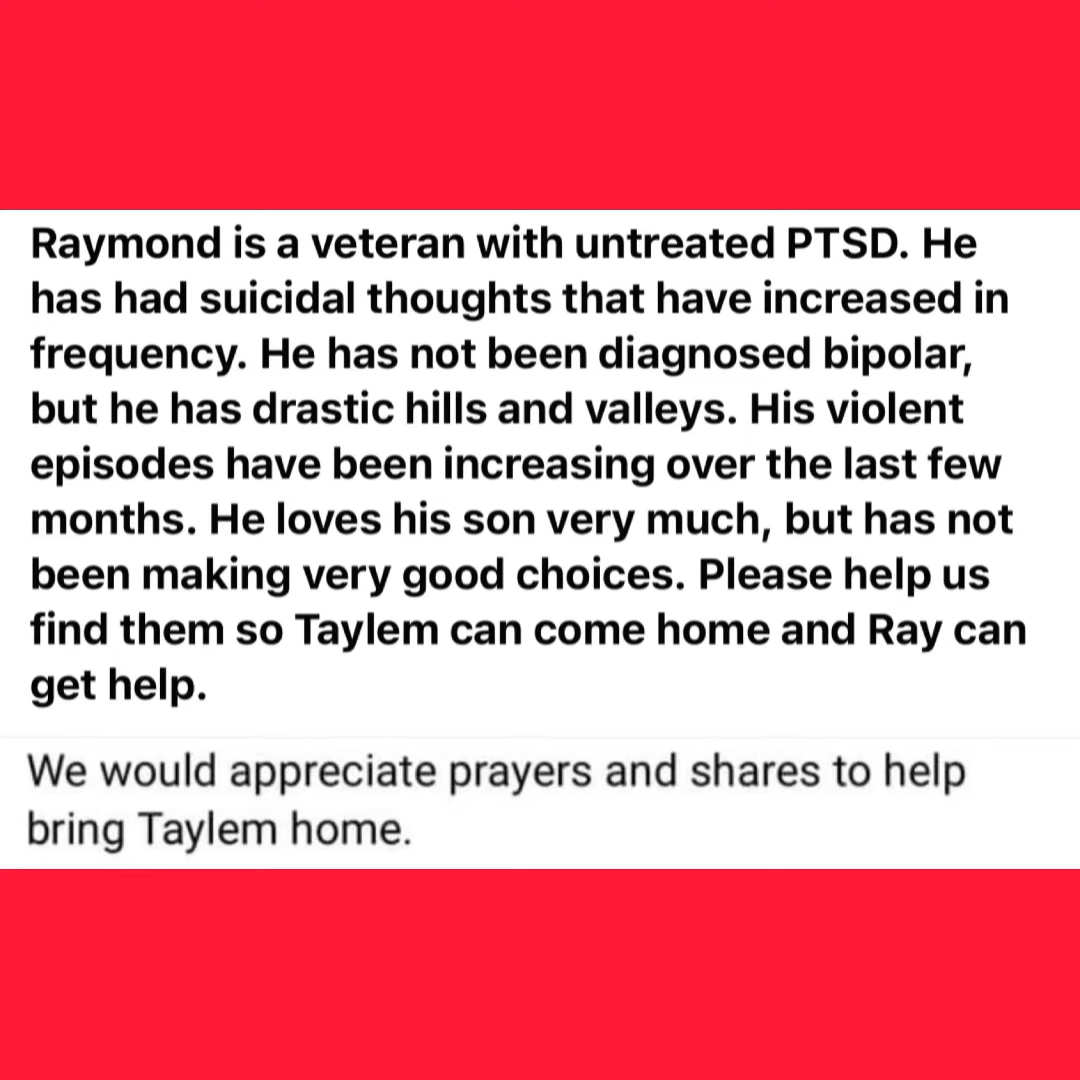 Raymond is a veteran with untreated PTSD. He
has had suicidal thoughts that have increased in
frequency. He has not been diagnosed bipolar,
but he has drastic hills and valleys. His violent
episodes have been increasing over the last few
months. He loves his son very much, but has not
been making very good choices. Please help us
find them so Taylem can come home and Ray can
get help.
We would appreciate prayers and shares to help
bring Taylem home.